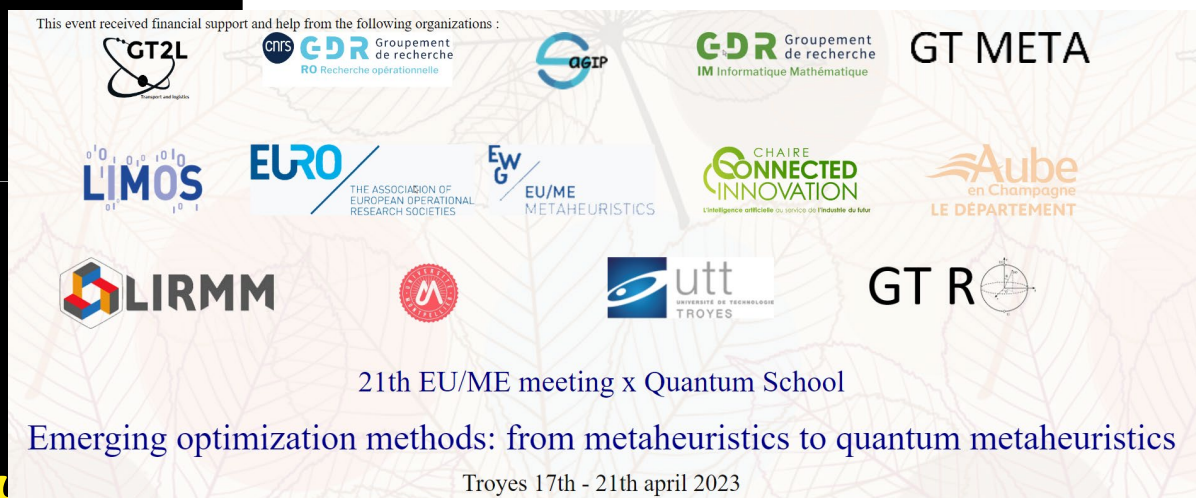 This event received financial support and help from the following organizations :
GT2L
Transport and logistics
cnrs GDR Groupement
de recherche
RO Recherche opérationnelle
aGIP
GDR Groupement
de recherche
IM Informatique Mathématique
GT META
LIMOS
EURO
THE ASSOCIATION OF
EUROPEAN OPERATIONAL
RESEARCH SOCIETIES
EW
G
EU/ME
METAHEURISTICS
CHAIRE
CONNECTED
INNOVATION
L'intelligence artificielle au service de l'industrie du futur
Aube
en Champagne
LE DÉPARTEMENT
LIRMM
utt
UNIVERSITÉ DE TECHNOLOGIE
TROYES
GT RO
21th EU/ME meeting x Quantum School
Emerging optimization methods: from metaheuristics to quantum metaheuristics
Troyes 17th - 21th april 2023